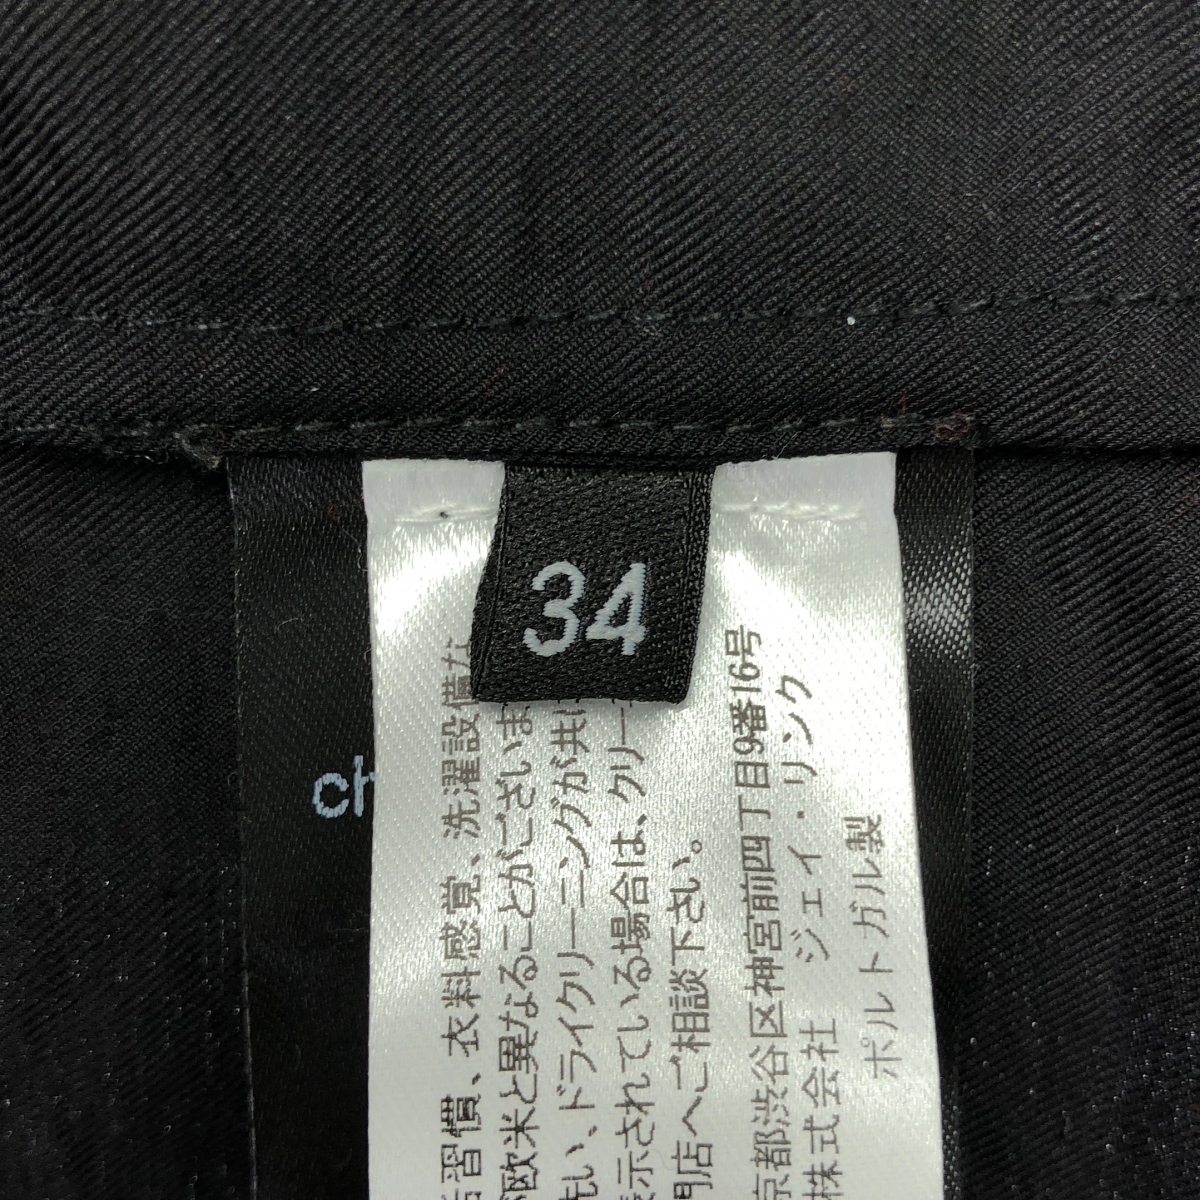 34
ch
活習慣、衣料感覚、洗濯設備な
欧米と異なることがございま
洗い、ドライクリーニングが共に
表示されている場合は、クリー
門店へご相談下さい。
京都渋谷区神宮前四丁目9番16号
株式会社 ジェイ・リンク
ポルトガル製